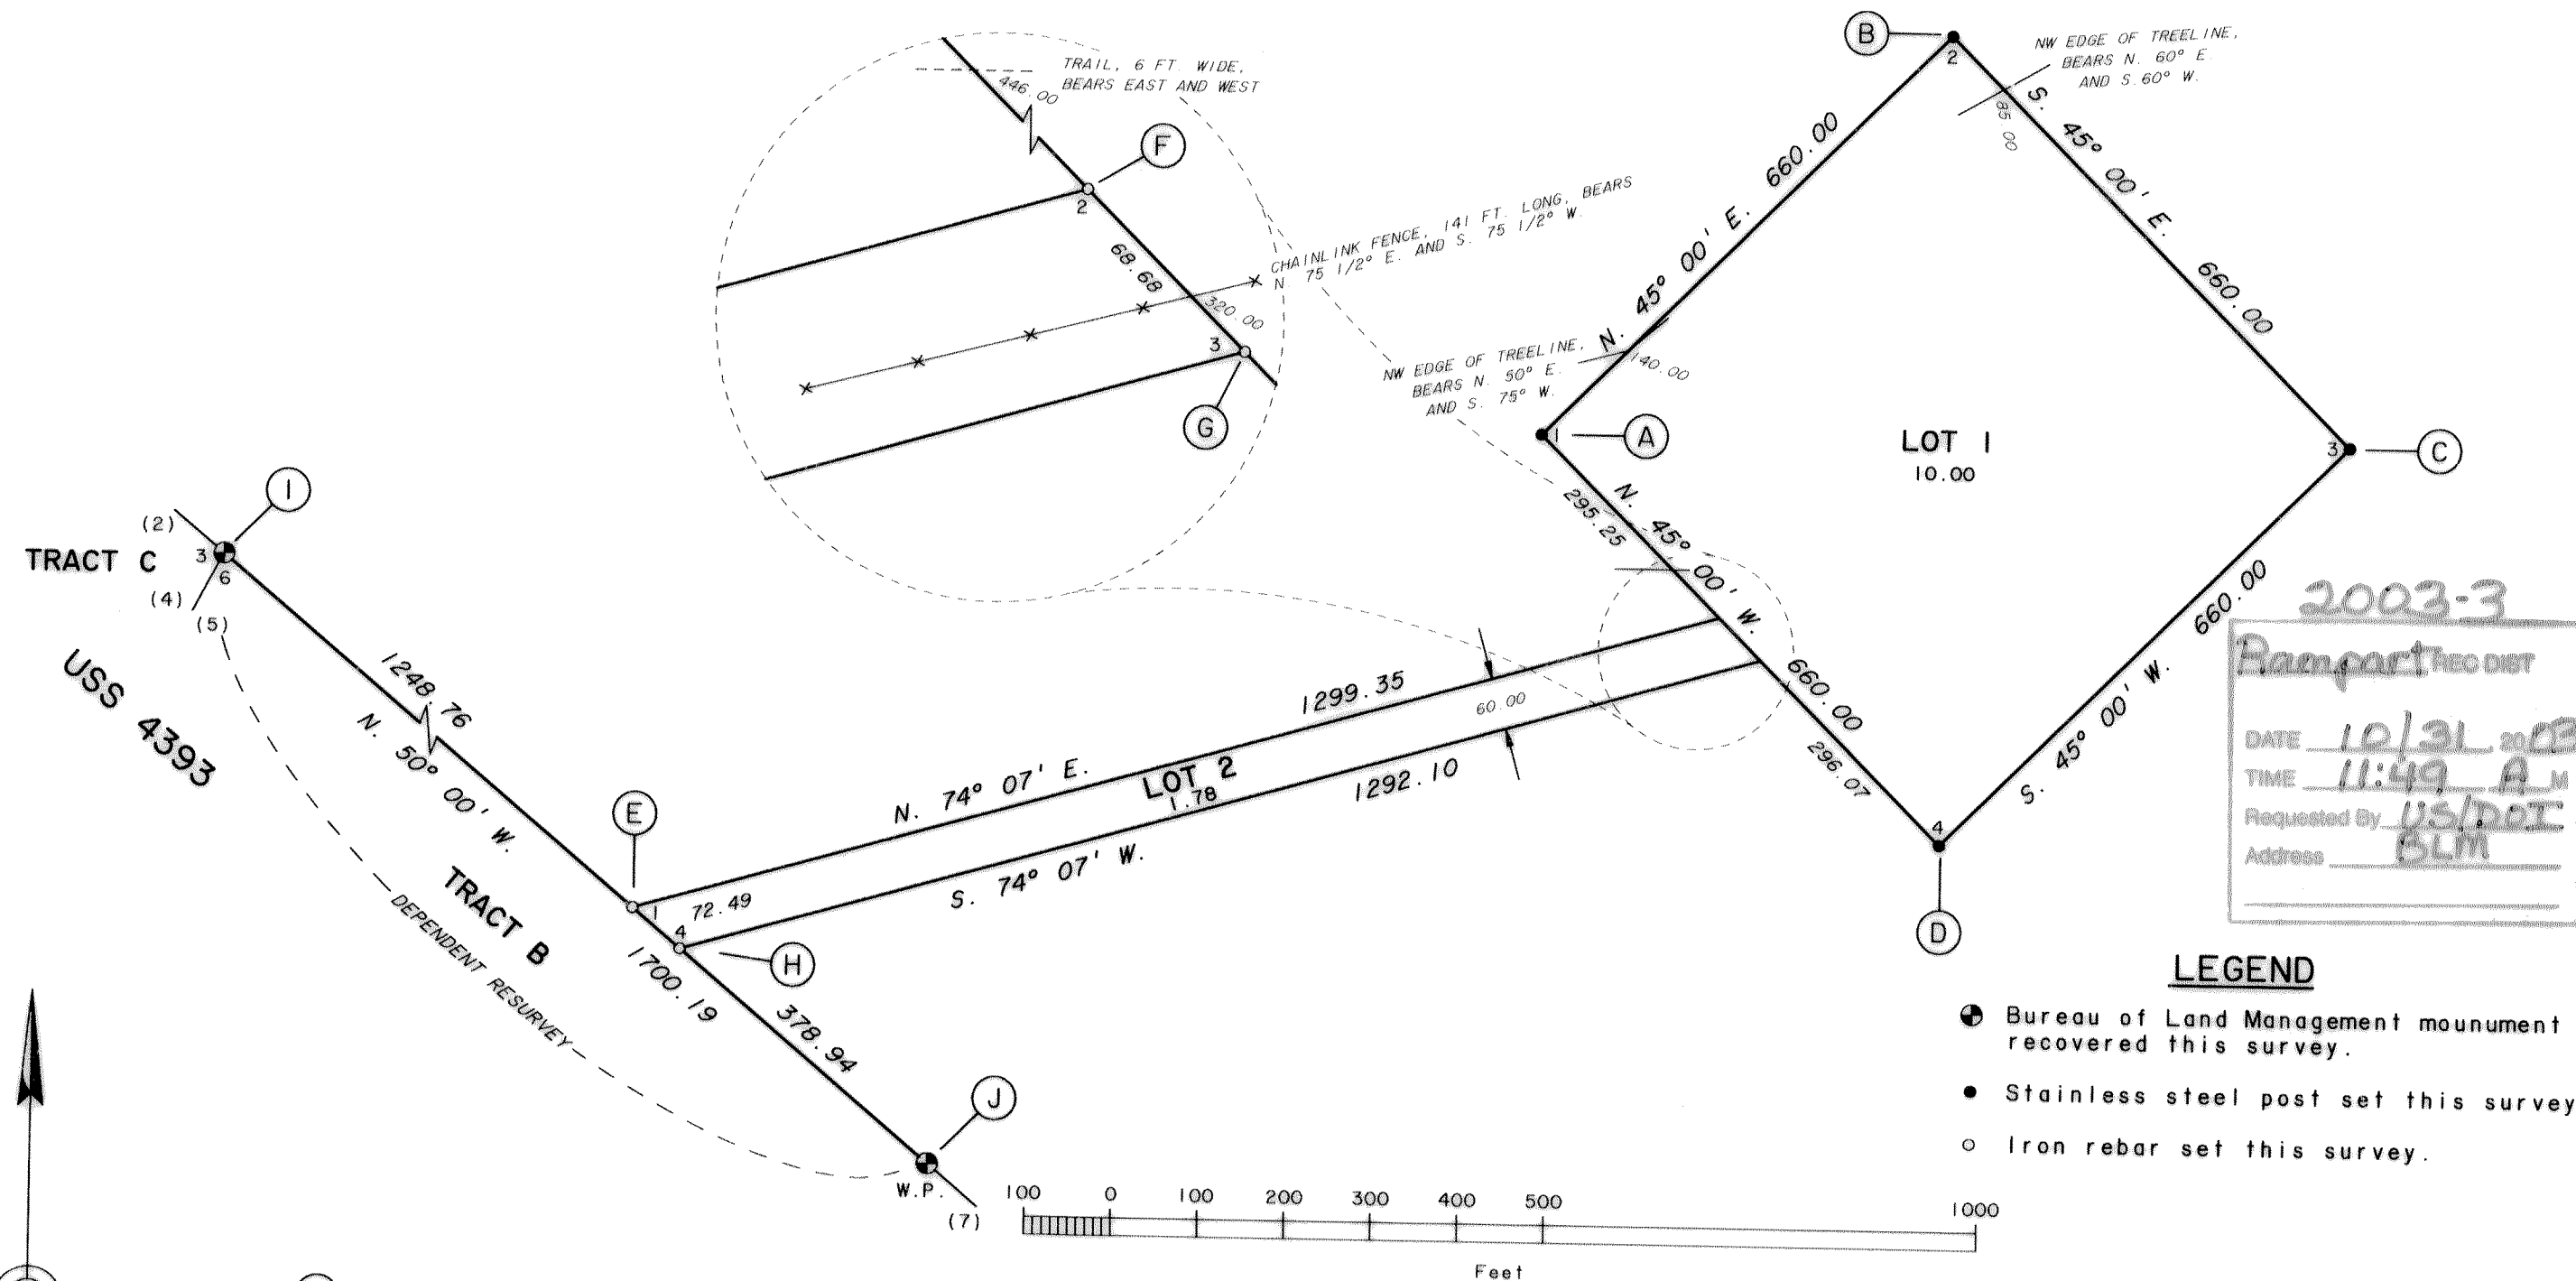 B
2
NW EDGE OF TREELINE,
BEARS N. 60° E.
AND S. 60° W.
TRAIL, 6 FT. WIDE,
BEARS EAST AND WEST
446.00
F
2
68.68
CHAINLINK FENCE, 141 FT. LONG, BEARS
N. 75 1/2° E. AND S. 75 1/2° W.
320.00
3
G
85.00
S. 45° 00' E.
660.00
N. 45° 00' E.
660.00
NW EDGE OF TREELINE,
BEARS N. 50° E.
AND S. 75° W.
140.00
1
A
LOT 1
10.00
3
C
295.25
N. 45° 00' W.
660.00
296.07
4
D
S. 45° 00' W.
660.00
I
(2)
TRACT C
3
6
(4)
(5)
USS 4393
1248.76
N. 50° 00' W.
TRACT B
DEPENDENT RESURVEY
E
1
72.49
4
H
1700.19
378.94
J
W.P.
(7)
N. 74° 07' E.
1299.35
60.00
LOT 2
1.78
S. 74° 07' W.
1292.10
2003-3
Rampart REC DIST
DATE 10/31 2003
TIME 11:49 A M
Requested By US/DOI
Address BLM
LEGEND
Bureau of Land Management mounument
recovered this survey.
Stainless steel post set this survey
Iron rebar set this survey.
100 0 100 200 300 400 500 1000
Feet